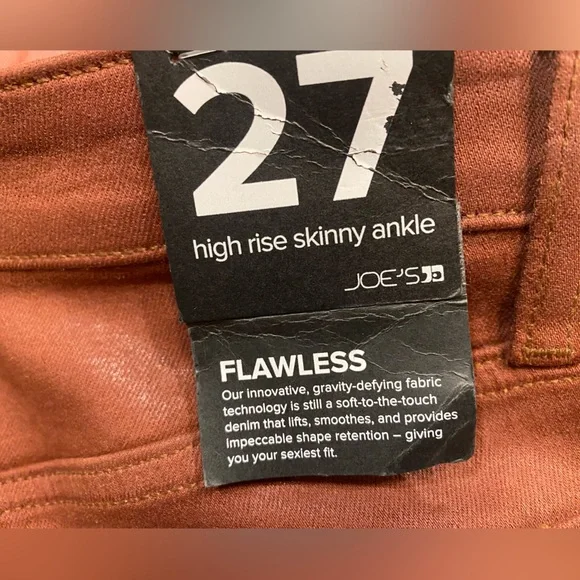 27
high rise skinny ankle
JOE'S
FLAWLESS
Our innovative, gravity-defying fabric
technology is still a soft-to-the-touch
denim that lifts, smoothes, and provides
impeccable shape retention – giving
you your sexiest fit.